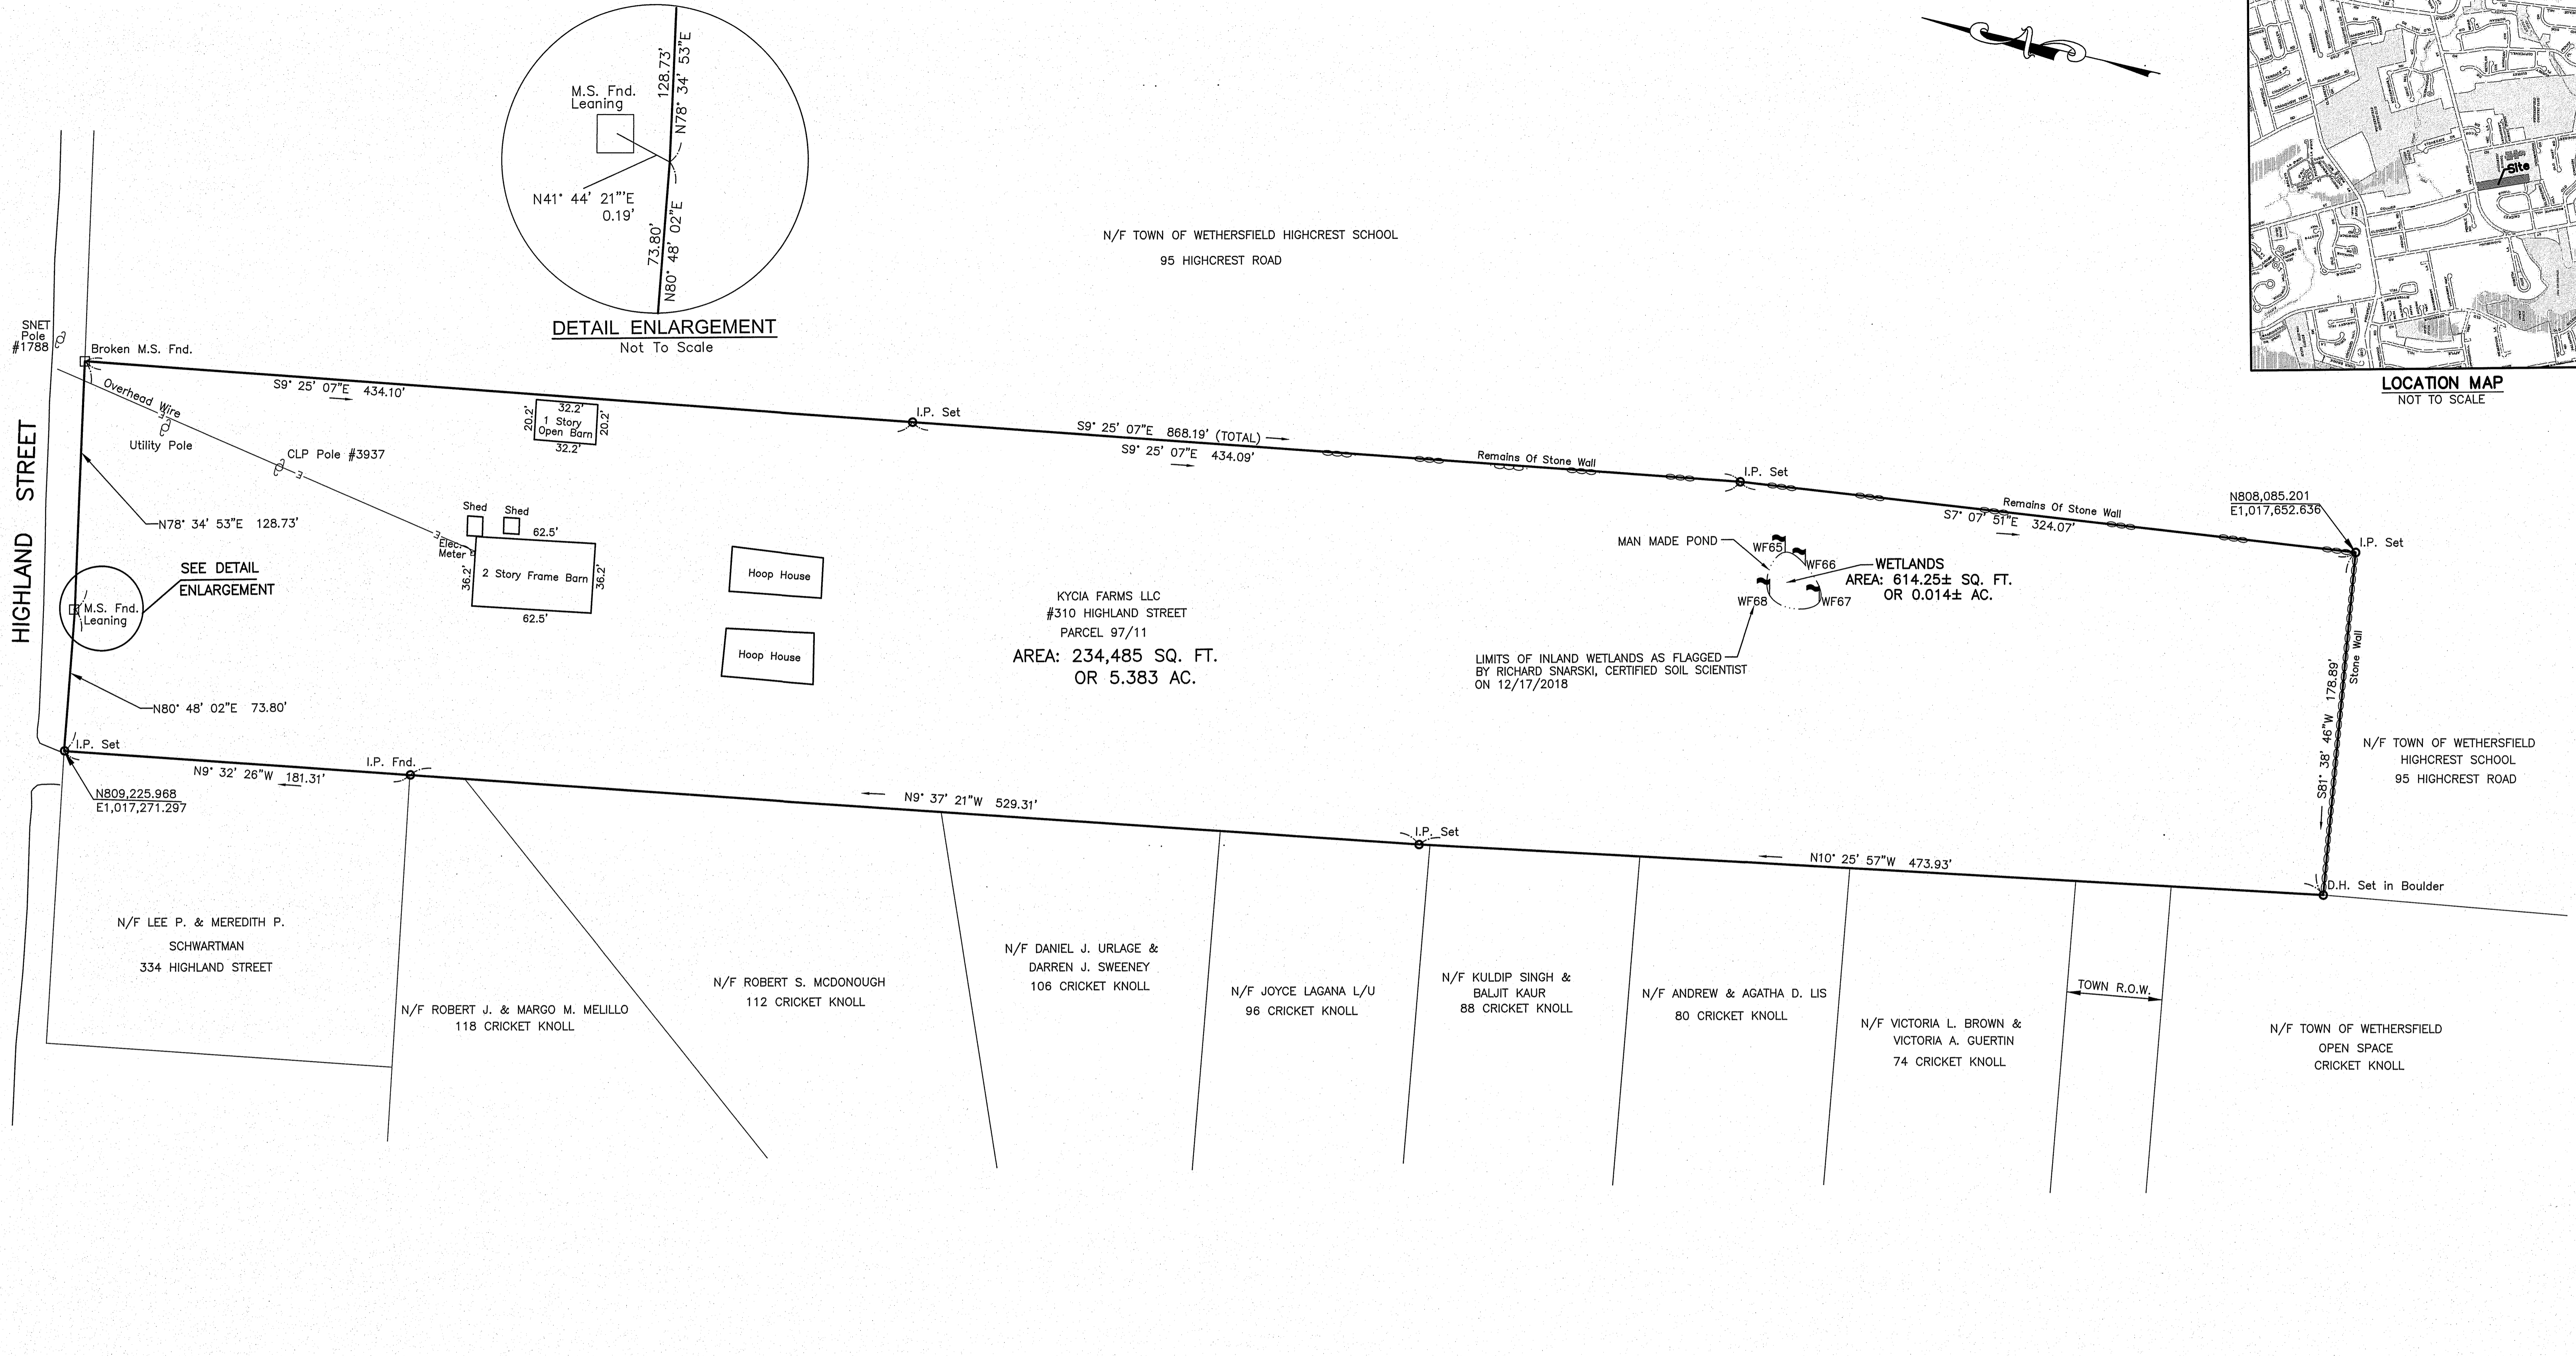 128.73'
N78° 34' 53"E
M.S. Fnd.
Leaning
N41° 44' 21"'E
0.19'
73.80'
N80° 48' 02"E
DETAIL ENLARGEMENT
Not To Scale
N/F TOWN OF WETHERSFIELD HIGHCREST SCHOOL
95 HIGHCREST ROAD
Site
LOCATION MAP
NOT TO SCALE
SNET
Pole
#1788
Broken M.S. Fnd.
Overhead Wire
Utility Pole
CLP Pole #3937
S9° 25' 07"E 434.10'
32.2'
20.2'
1 Story
Open Barn
20.2'
32.2'
I.P. Set
S9° 25' 07"E 868.19' (TOTAL)
S9° 25' 07"E 434.09'
Remains Of Stone Wall
I.P. Set
Remains Of Stone Wall
S7° 07' 51"E 324.07'
N808,085.201
E1,017,652.636
I.P. Set
HIGHLAND STREET
N78° 34' 53"E 128.73'
SEE DETAIL
ENLARGEMENT
M.S. Fnd.
Leaning
N80° 48' 02"E 73.80'
Shed
Shed
Elec.
Meter
62.5'
36.2'
2 Story Frame Barn
36.2'
62.5'
Hoop House
Hoop House
KYCIA FARMS LLC
#310 HIGHLAND STREET
PARCEL 97/11
AREA: 234,485 SQ. FT.
OR 5.383 AC.
MAN MADE POND
WF65
WF66
WF68
WF67
WETLANDS
AREA: 614.25± SQ. FT.
OR 0.014± AC.
LIMITS OF INLAND WETLANDS AS FLAGGED
BY RICHARD SNARSKI, CERTIFIED SOIL SCIENTIST
ON 12/17/2018
S81° 38' 46"W 178.89'
Stone Wall
N/F TOWN OF WETHERSFIELD
HIGHCREST SCHOOL
95 HIGHCREST ROAD
I.P. Set
N809,225.968
E1,017,271.297
N9° 32' 26"W 181.31'
I.P. Fnd.
N9° 37' 21"W 529.31'
I.P. Set
N10° 25' 57"W 473.93'
D.H. Set in Boulder
N/F LEE P. & MEREDITH P.
SCHWARTMAN
334 HIGHLAND STREET
N/F ROBERT J. & MARGO M. MELILLO
118 CRICKET KNOLL
N/F ROBERT S. MCDONOUGH
112 CRICKET KNOLL
N/F DANIEL J. URLAGE &
DARREN J. SWEENEY
106 CRICKET KNOLL
N/F JOYCE LAGANA L/U
96 CRICKET KNOLL
N/F KULDIP SINGH &
BALJIT KAUR
88 CRICKET KNOLL
N/F ANDREW & AGATHA D. LIS
80 CRICKET KNOLL
N/F VICTORIA L. BROWN &
VICTORIA A. GUERTIN
74 CRICKET KNOLL
TOWN R.O.W.
N/F TOWN OF WETHERSFIELD
OPEN SPACE
CRICKET KNOLL